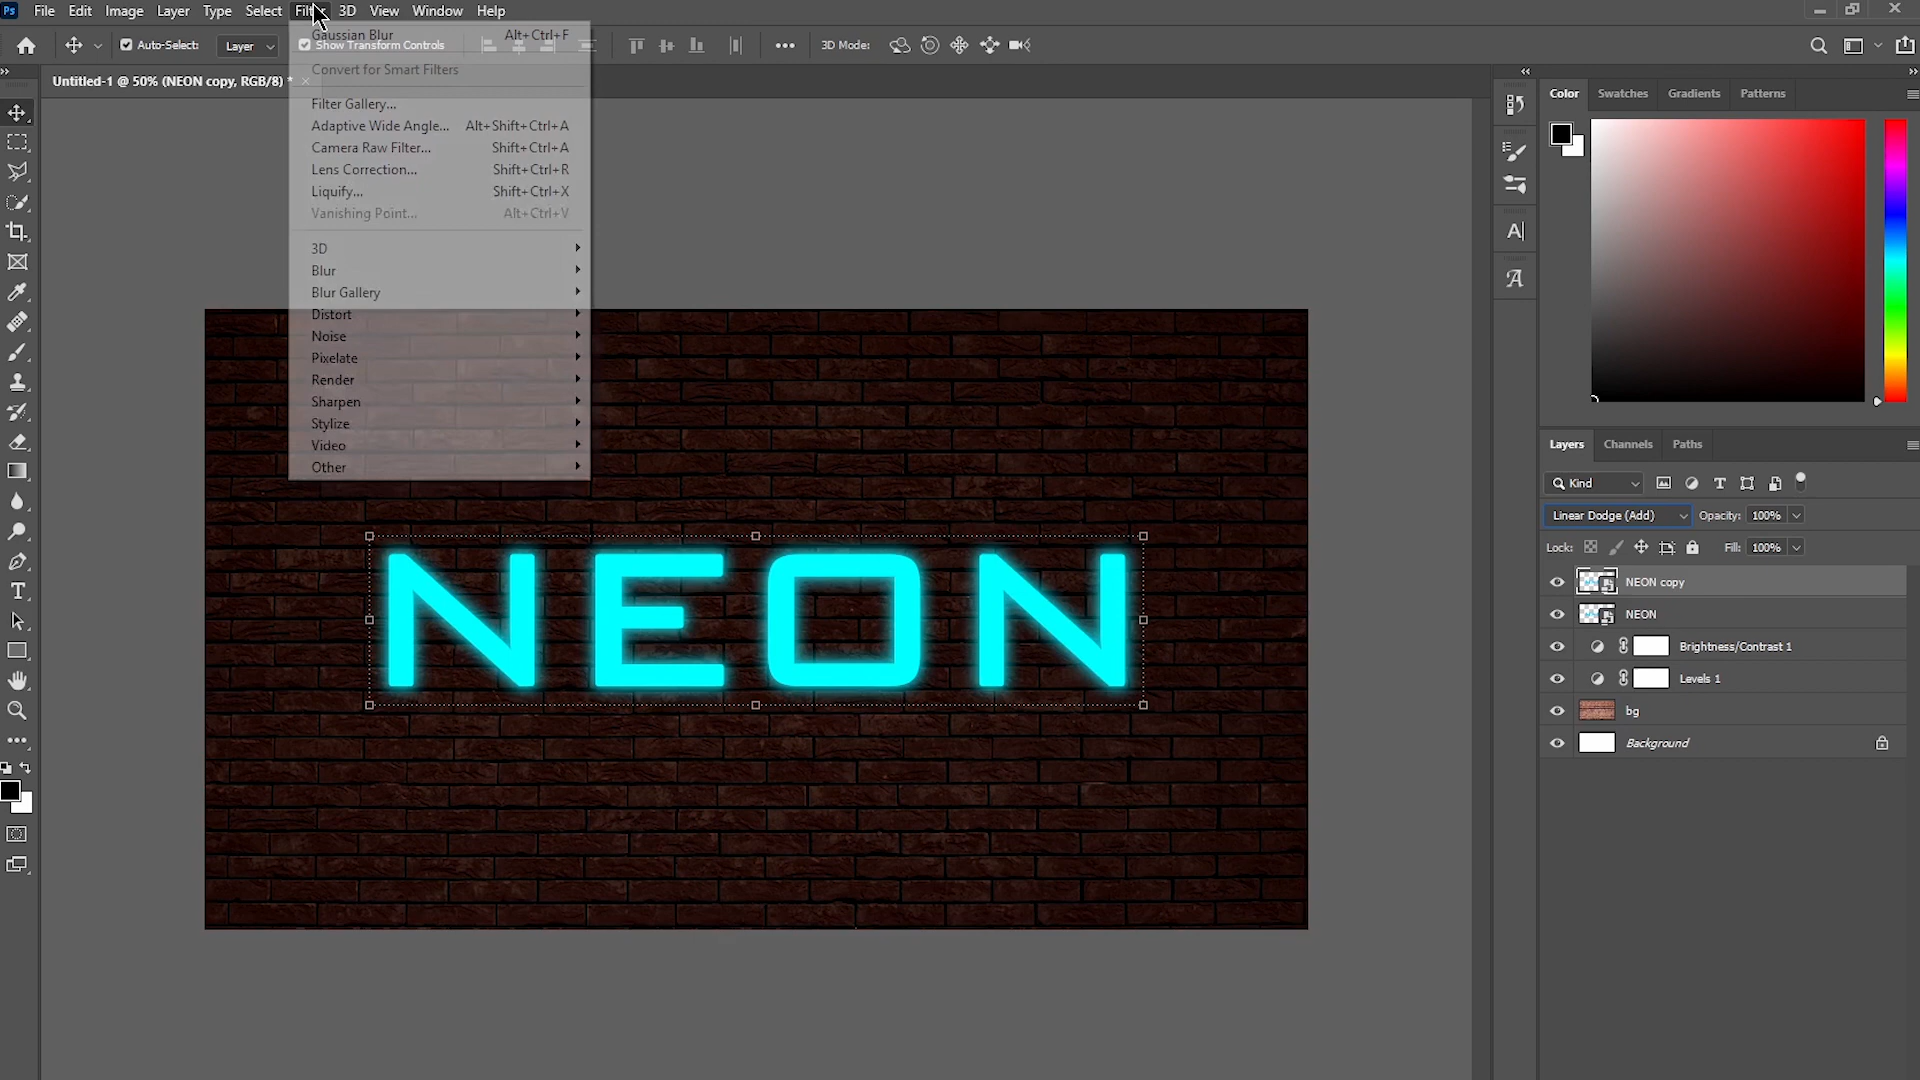 Ps File Edit Image Layer Type Select Filter 3D View Window Help
Auto-Select: Layer Show Transform Controls 3D Mode:
Untitled-1 @ 50% (NEON copy, RGB/8) *
Gaussian Blur Alt+Ctrl+F
Convert for Smart Filters
Filter Gallery...
Adaptive Wide Angle... Alt+Shift+Ctrl+A
Camera Raw Filter... Shift+Ctrl+A
Lens Correction... Shift+Ctrl+R
Liquify... Shift+Ctrl+X
Vanishing Point... Alt+Ctrl+V
3D
Blur
Blur Gallery
Distort
Noise
Pixelate
Render
Sharpen
Stylize
Video
Other
NEON
Color Swatches Gradients Patterns
Layers Channels Paths
Kind
Linear Dodge (Add) Opacity: 100%
Lock: Fill: 100%
NEON copy
NEON
Brightness/Contrast 1
Levels 1
bg
Background